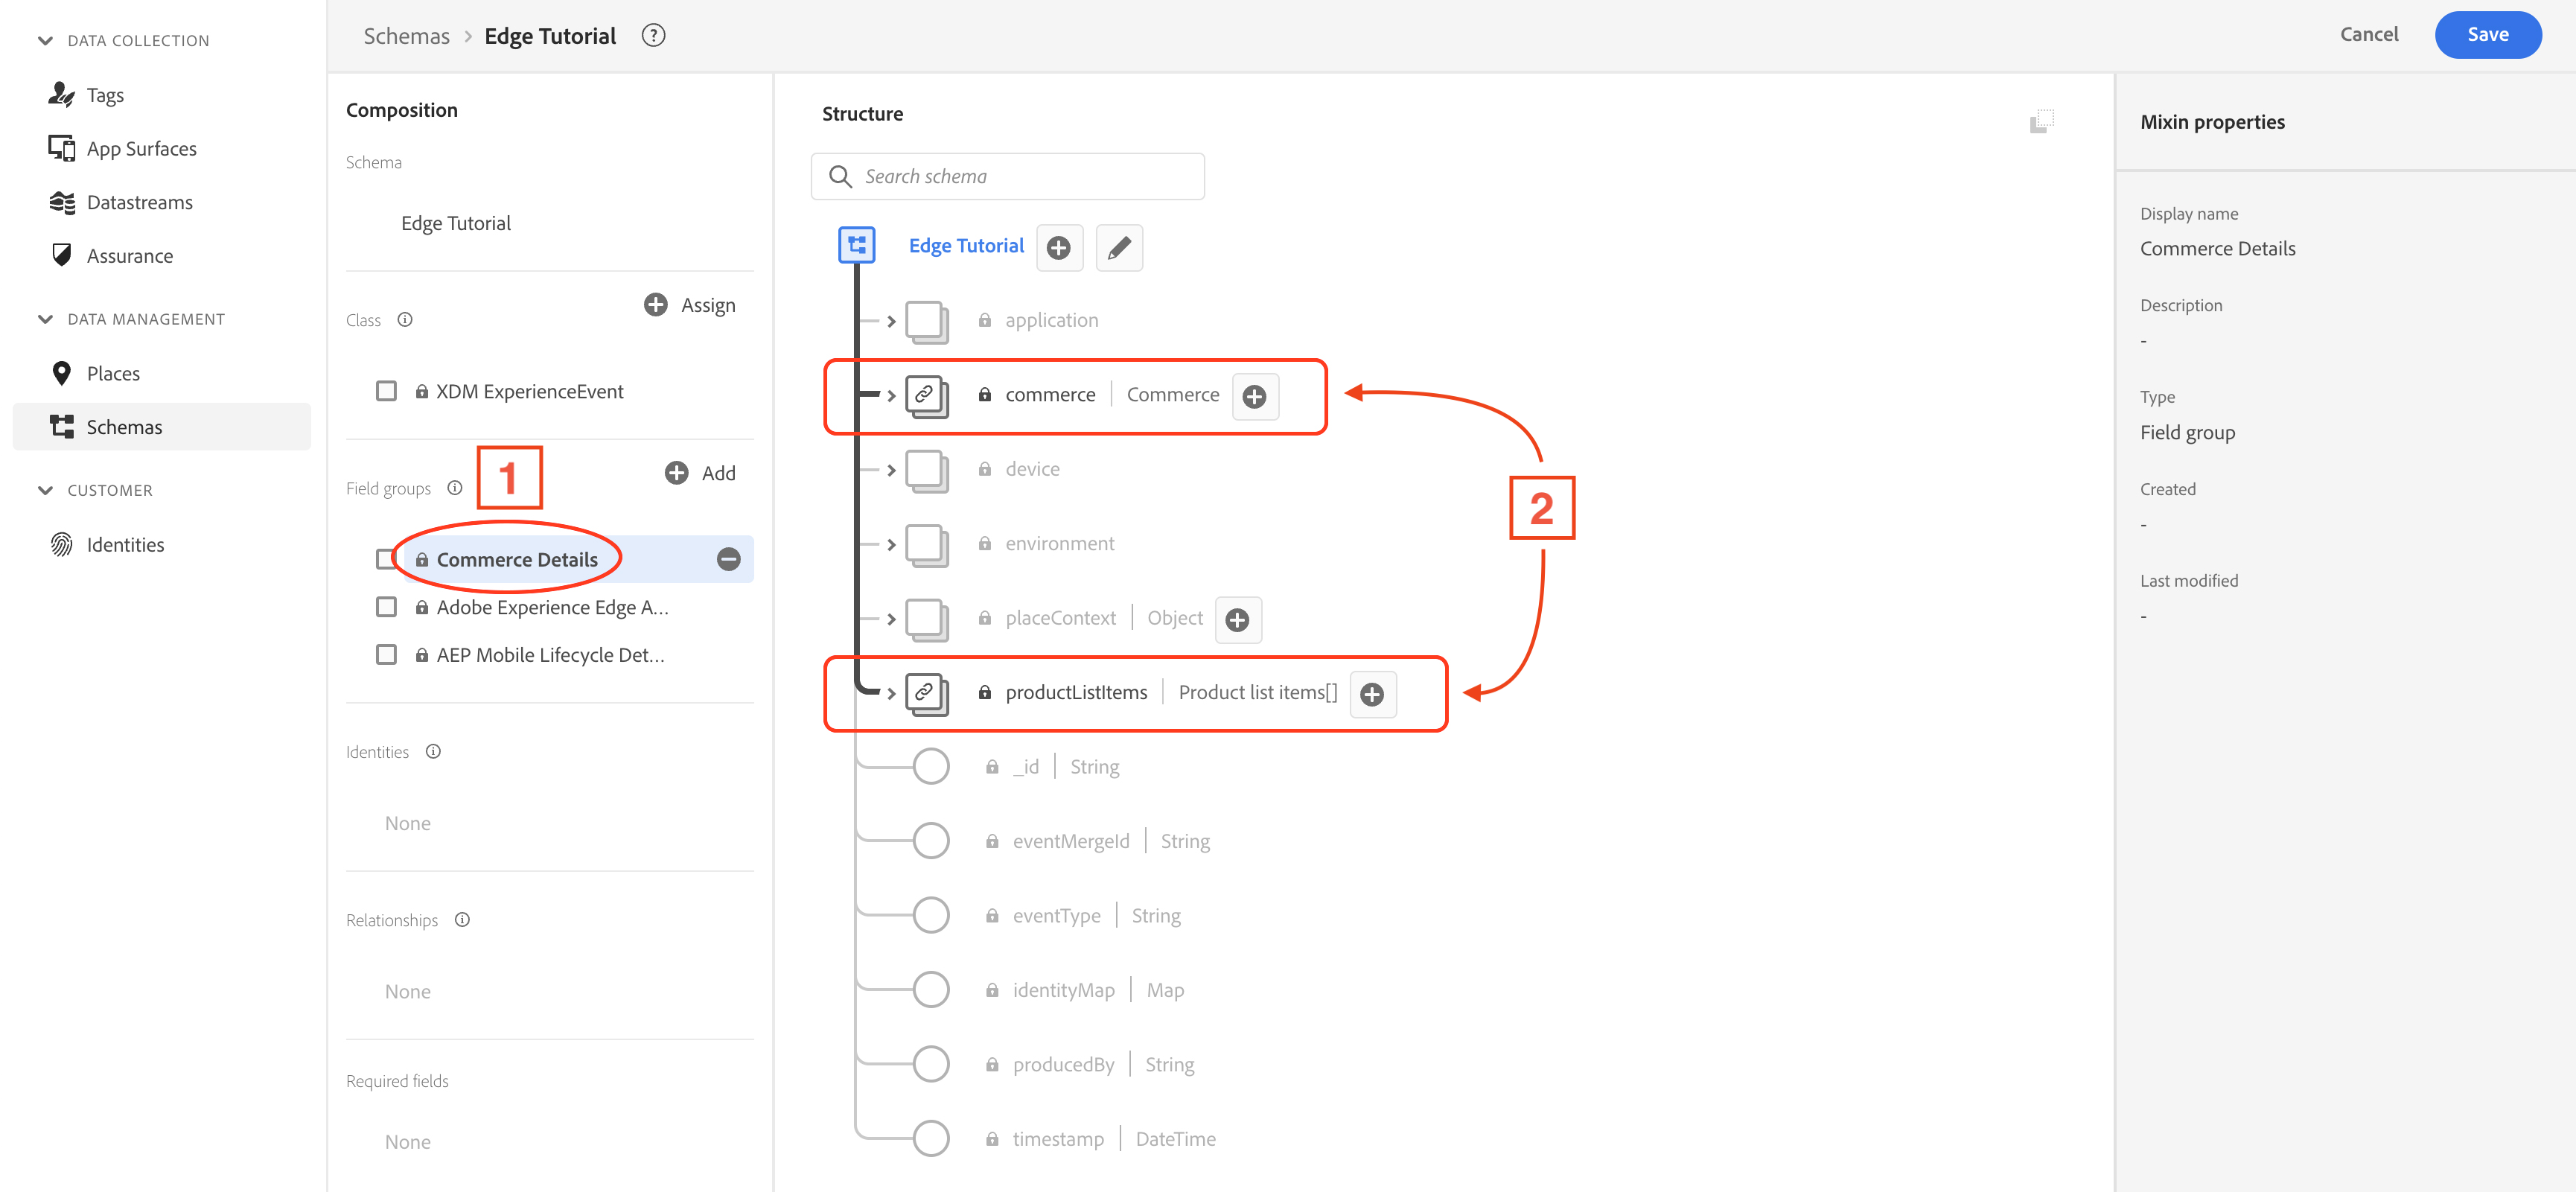 DATA COLLECTION
Tags
App Surfaces
Datastreams
Assurance
DATA MANAGEMENT
Places
Schemas
CUSTOMER
Identities
Schemas > Edge Tutorial ?
Cancel
Save
Composition
Schema
Edge Tutorial
Class
Assign
XDM ExperienceEvent
Field groups
1
Add
Commerce Details
Adobe Experience Edge A...
AEP Mobile Lifecycle Det...
Identities
None
Relationships
None
Required fields
None
Structure
Search schema
Edge Tutorial
application
commerce | Commerce
device
2
environment
placeContext | Object
productListItems | Product list items[]
_id | String
eventMergeId | String
eventType | String
identityMap | Map
producedBy | String
timestamp | DateTime
Mixin properties
Display name
Commerce Details
Description
-
Type
Field group
Created
-
Last modified
-